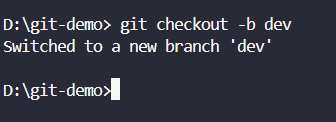 D:\git-demo> git checkout -b dev
Switched to a new branch 'dev'
D:\git-demo>